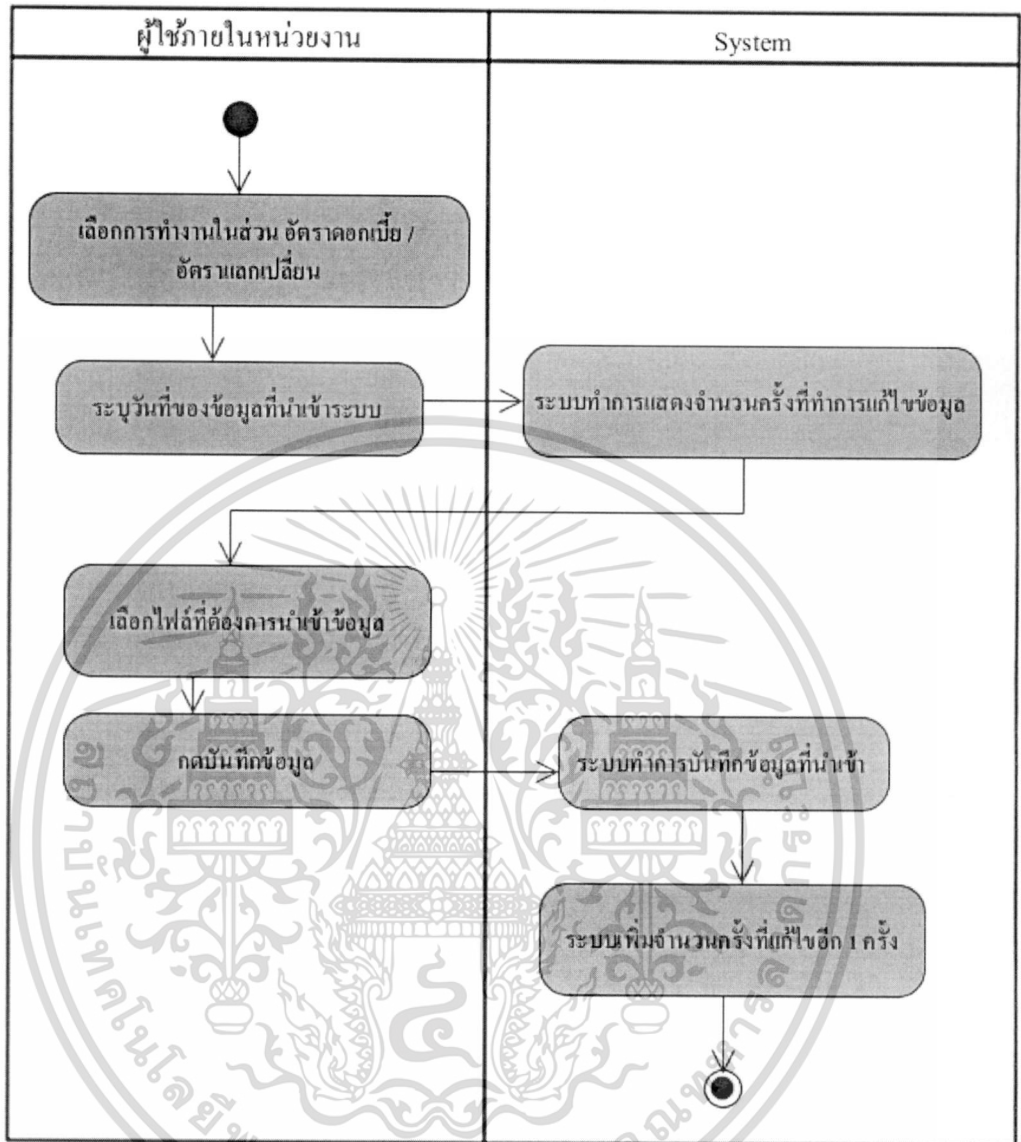 ผู้ใช้ภายในหน่วยงาน
System
เลือกการทำงานในส่วน อัตราดอกเบี้ย /
อัตราแลกเปลี่ยน
ระบุวันที่ของข้อมูลที่นำเข้าระบบ
ระบบทำการแสดงจำนวนครั้งที่ทำการแก้ไขข้อมูล
เลือกไฟล์ที่ต้องการนำเข้าข้อมูล
กดบันทึกข้อมูล
ระบบทำการบันทึกข้อมูลที่นำเข้า
ระบบเพิ่มจำนวนครั้งที่แก้ไขอีก 1 ครั้ง